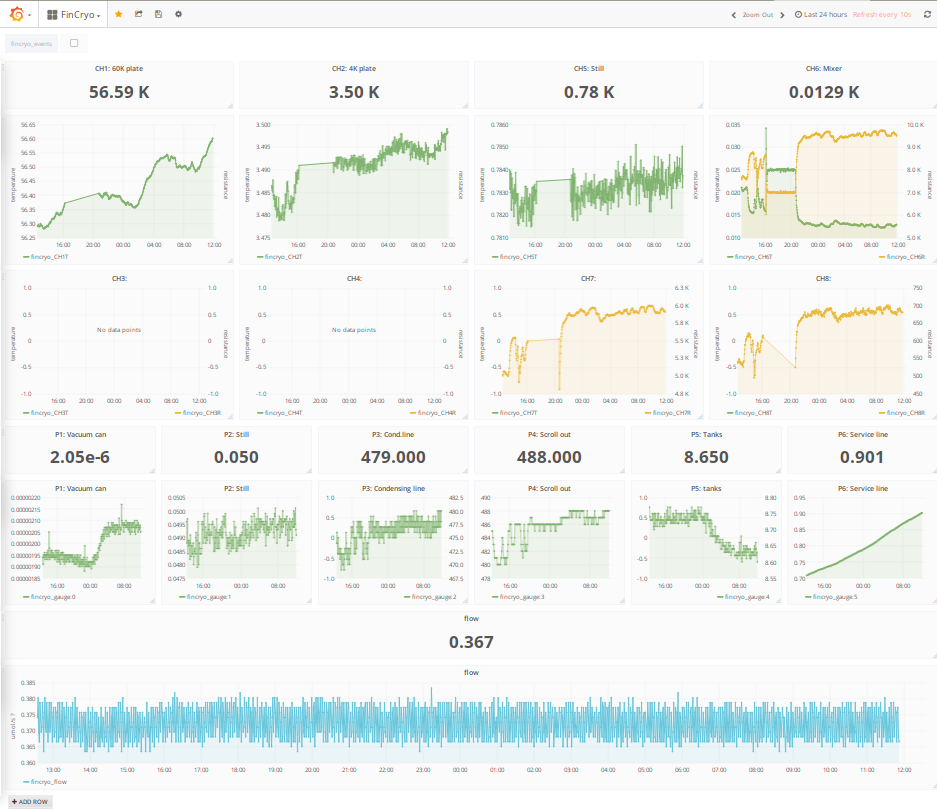 FinCryo
Zoom Out
Last 24 hours
Refresh every 10s
fincryo_events
CH1: 60K plate
CH2: 4K plate
CH5: Still
CH6: Mixer
56.59 K
3.50 K
0.78 K
0.0129 K
56.65
56.60
56.55
56.50
56.45
56.40
56.35
56.30
56.25
temperature
resistance
16:00 20:00 00:00 04:00 08:00 12:00
fincryo_CH1T
3.500
3.495
3.490
3.485
3.480
3.475
temperature
resistance
16:00 20:00 00:00 04:00 08:00 12:00
fincryo_CH2T
0.7860
0.7850
0.7840
0.7830
0.7820
0.7810
temperature
resistance
16:00 20:00 00:00 04:00 08:00 12:00
fincryo_CH5T
0.035
0.030
0.025
0.020
0.015
0.010
temperature
10.0 K
9.0 K
8.0 K
7.0 K
6.0 K
5.0 K
resistance
16:00 20:00 00:00 04:00 08:00 12:00
fincryo_CH6T
fincryo_CH6R
CH3:
1.0
0.5
0
-0.5
-1.0
temperature
No data points
1.0
0.5
0
-0.5
-1.0
resistance
16:00 20:00 00:00 04:00 08:00 12:00
fincryo_CH3T
fincryo_CH3R
CH4:
1.0
0.5
0
-0.5
-1.0
temperature
No data points
1.0
0.5
0
-0.5
-1.0
resistance
16:00 20:00 00:00 04:00 08:00 12:00
fincryo_CH4T
fincryo_CH4R
CH7:
1.0
0.5
0
-0.5
-1.0
temperature
6.3 K
6.0 K
5.8 K
5.5 K
5.3 K
5.0 K
4.8 K
resistance
16:00 20:00 00:00 04:00 08:00 12:00
fincryo_CH7T
fincryo_CH7R
CH8:
1.0
0.5
0
-0.5
-1.0
temperature
750
700
650
600
550
500
450
resistance
16:00 20:00 00:00 04:00 08:00 12:00
fincryo_CH8T
fincryo_CH8R
P1: Vacuum can
P2: Still
P3: Cond.line
P4: Scroll out
P5: Tanks
P6: Service line
2.05e-6
0.050
479.000
488.000
8.650
0.901
P1: Vacuum can
0.00000220
0.00000215
0.00000210
0.00000205
0.00000200
0.00000195
0.00000190
0.00000185
16:00 00:00 08:00
fincryo_gauge:0
P2: Still
0.0505
0.0500
0.0495
0.0490
0.0485
0.0480
0.0475
16:00 00:00 08:00
fincryo_gauge:1
P3: Condensing line
1.0
0.5
0
-0.5
-1.0
482.5
480.0
477.5
475.0
472.5
470.0
467.5
16:00 00:00 08:00
fincryo_gauge:2
P4: Scroll out
490
488
486
484
482
480
478
16:00 00:00 08:00
fincryo_gauge:3
P5: tanks
1.0
0.5
0
-0.5
-1.0
8.80
8.75
8.70
8.65
8.60
8.55
16:00 00:00 08:00
fincryo_gauge:4
P6: Service line
0.95
0.90
0.85
0.80
0.75
0.70
16:00 00:00 08:00
fincryo_gauge:5
flow
0.367
flow
0.385
0.380
0.375
0.370
0.365
0.360
umol/s ?
13:00 14:00 15:00 16:00 17:00 18:00 19:00 20:00 21:00 22:00 23:00 00:00 01:00 02:00 03:00 04:00 05:00 06:00 07:00 08:00 09:00 10:00 11:00 12:00
fincryo_flow
+ ADD ROW